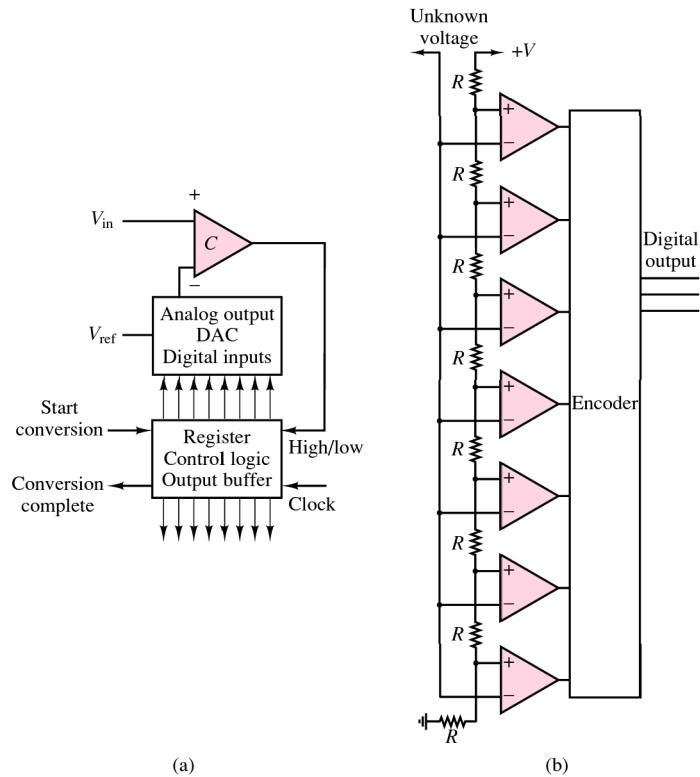 +
V_in
C
−
Analog output
DAC
Digital inputs
V_ref
Start
conversion
High/low
Register
Control logic
Output buffer
Conversion
complete
Clock
(a)
Unknown
voltage
+V
R
+
−
R
+
−
R
+
−
R
+
−
R
+
−
R
+
−
R
+
−
R
Encoder
Digital
output
(b)